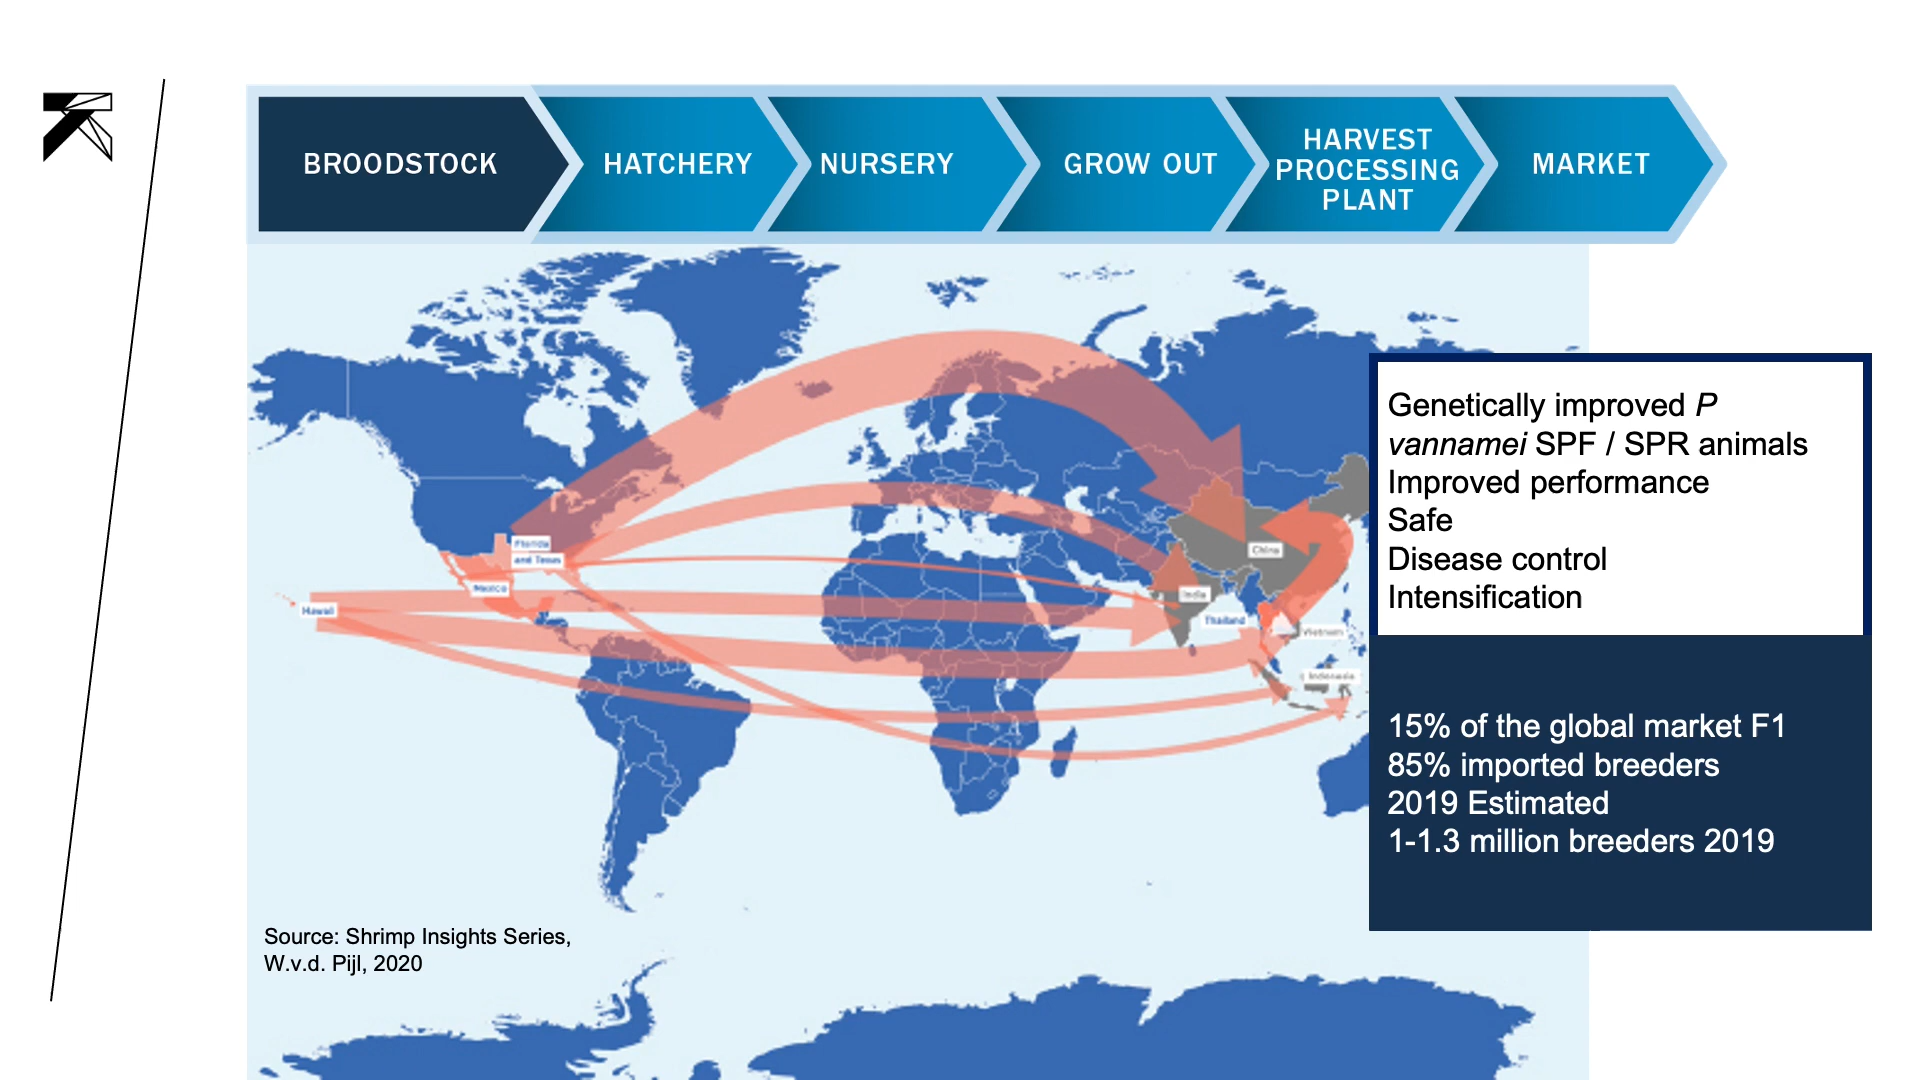 BROODSTOCK
HATCHERY
NURSERY
GROW OUT
HARVEST
PROCESSING
PLANT
MARKET
Genetically improved P
vannamei SPF / SPR animals
Improved performance
Safe
Disease control
Intensification
15% of the global market F1
85% imported breeders
2019 Estimated
1-1.3 million breeders 2019
Florida
and Texas
Mexico
Hawaii
China
India
Thailand
Vietnam
Indonesia
Source: Shrimp Insights Series,
W.v.d. Pijl, 2020